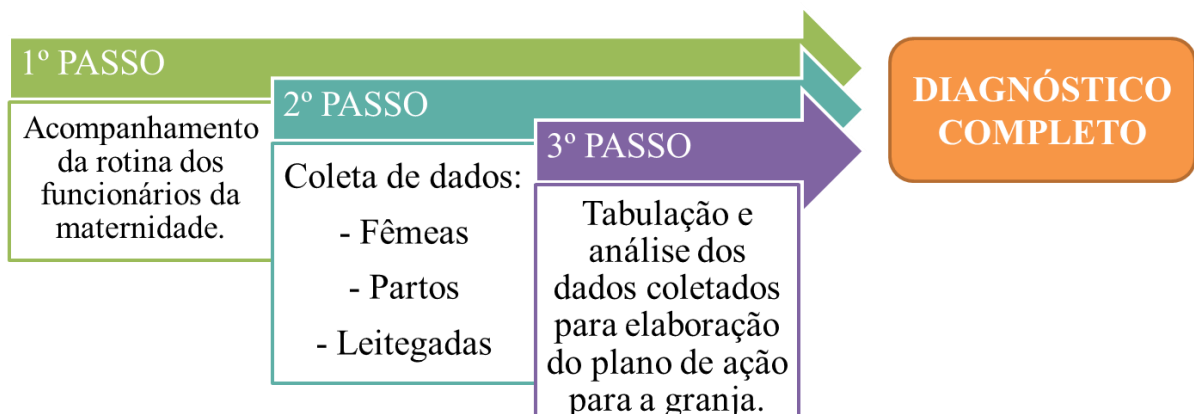 1º PASSO
Acompanhamento
da rotina dos
funcionários da
maternidade.
2º PASSO
Coleta de dados:
- Fêmeas
- Partos
- Leitegadas
3º PASSO
Tabulação e
análise dos
dados coletados
para elaboração
do plano de ação
para a granja.
DIAGNÓSTICO
COMPLETO